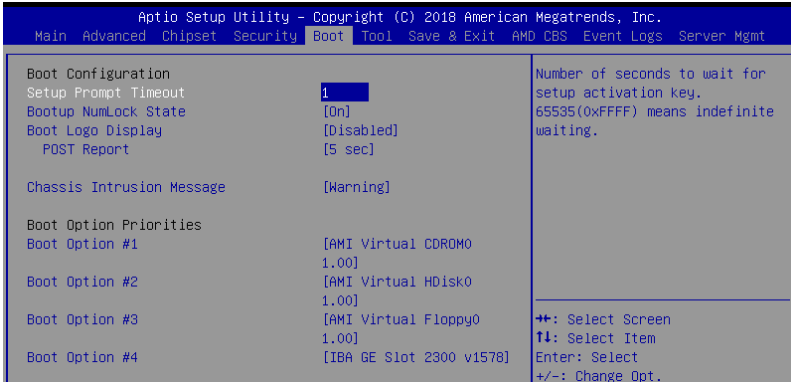 Aptio Setup Utility – Copyright (C) 2018 American Megatrends, Inc.
Main Advanced Chipset Security Boot Tool Save & Exit AMD CBS Event Logs Server Mgmt
Boot Configuration
Setup Prompt Timeout 1
Bootup NumLock State [On]
Boot Logo Display [Disabled]
POST Report [5 sec]
Chassis Intrusion Message [Warning]
Boot Option Priorities
Boot Option #1 [AMI Virtual CDROM0
1.00]
Boot Option #2 [AMI Virtual HDisk0
1.00]
Boot Option #3 [AMI Virtual Floppy0
1.00]
Boot Option #4 [IBA GE Slot 2300 v1578]
Number of seconds to wait for
setup activation key.
65535(0xFFFF) means indefinite
waiting.
→←: Select Screen
↑↓: Select Item
Enter: Select
+/-: Change Opt.